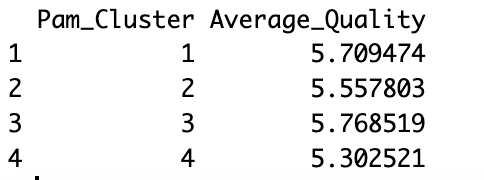 Pam_Cluster Average_Quality
1 1 5.709474
2 2 5.557803
3 3 5.768519
4 4 5.302521